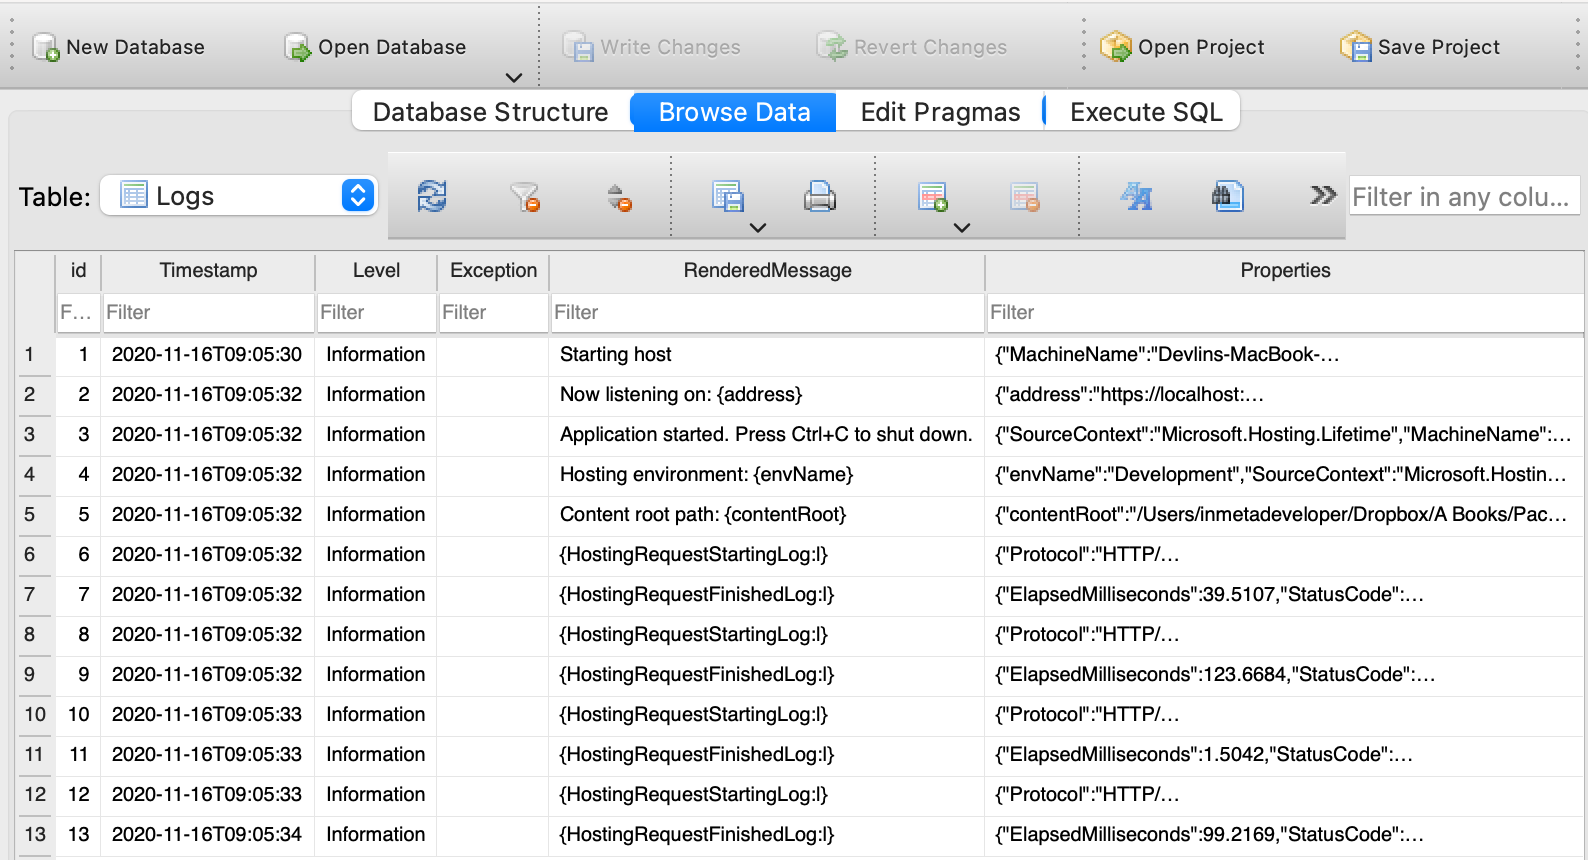 New Database Open Database Write Changes Revert Changes Open Project Save Project
Database Structure Browse Data Edit Pragmas Execute SQL
Table: Logs Filter in any colu...
id Timestamp Level Exception RenderedMessage Properties
F... Filter Filter Filter Filter Filter
1 1 2020-11-16T09:05:30 Information Starting host {"MachineName":"Devlins-MacBook-...
2 2 2020-11-16T09:05:32 Information Now listening on: {address} {"address":"https://localhost:...
3 3 2020-11-16T09:05:32 Information Application started. Press Ctrl+C to shut down. {"SourceContext":"Microsoft.Hosting.Lifetime","MachineName":...
4 4 2020-11-16T09:05:32 Information Hosting environment: {envName} {"envName":"Development","SourceContext":"Microsoft.Hostin...
5 5 2020-11-16T09:05:32 Information Content root path: {contentRoot} {"contentRoot":"/Users/inmetadeveloper/Dropbox/A Books/Pac...
6 6 2020-11-16T09:05:32 Information {HostingRequestStartingLog:l} {"Protocol":"HTTP/...
7 7 2020-11-16T09:05:32 Information {HostingRequestFinishedLog:l} {"ElapsedMilliseconds":39.5107,"StatusCode":...
8 8 2020-11-16T09:05:32 Information {HostingRequestStartingLog:l} {"Protocol":"HTTP/...
9 9 2020-11-16T09:05:32 Information {HostingRequestFinishedLog:l} {"ElapsedMilliseconds":123.6684,"StatusCode":...
10 10 2020-11-16T09:05:33 Information {HostingRequestStartingLog:l} {"Protocol":"HTTP/...
11 11 2020-11-16T09:05:33 Information {HostingRequestFinishedLog:l} {"ElapsedMilliseconds":1.5042,"StatusCode":...
12 12 2020-11-16T09:05:33 Information {HostingRequestStartingLog:l} {"Protocol":"HTTP/...
13 13 2020-11-16T09:05:34 Information {HostingRequestFinishedLog:l} {"ElapsedMilliseconds":99.2169,"StatusCode":...